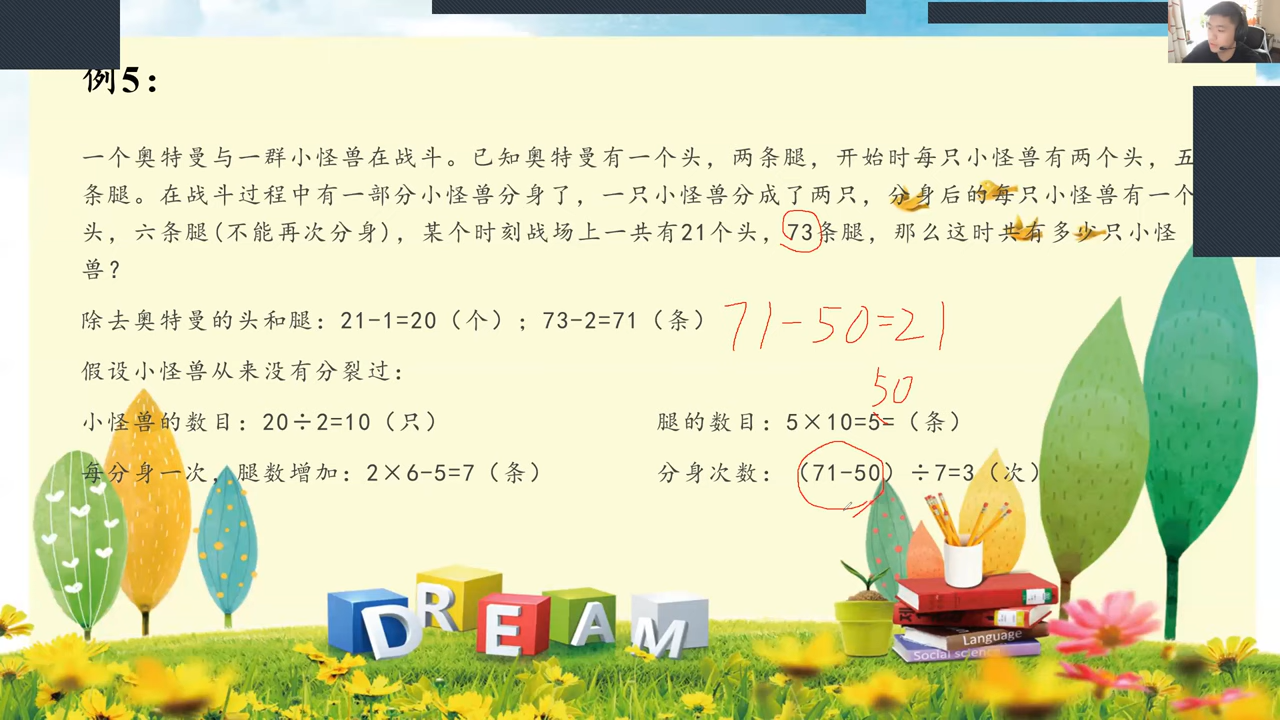 例5:
一个奥特曼与一群小怪兽在战斗。已知奥特曼有一个头，两条腿，开始时每只小怪兽有两个头，五
条腿。在战斗过程中有一部分小怪兽分身了，一只小怪兽分成了两只，分身后的每只小怪兽有一个
头，六条腿(不能再次分身)，某个时刻战场上一共有21个头，73条腿，那么这时共有多少只小怪
兽？
除去奥特曼的头和腿：21-1=20（个）；73-2=71（条）
71-50=21
假设小怪兽从来没有分裂过：
50
小怪兽的数目：20÷2=10（只） 腿的数目：5×10=5=（条）
每分身一次，腿数增加：2×6-5=7（条） 分身次数：（71-50）÷7=3（次）
DREAM
Language
Social scien